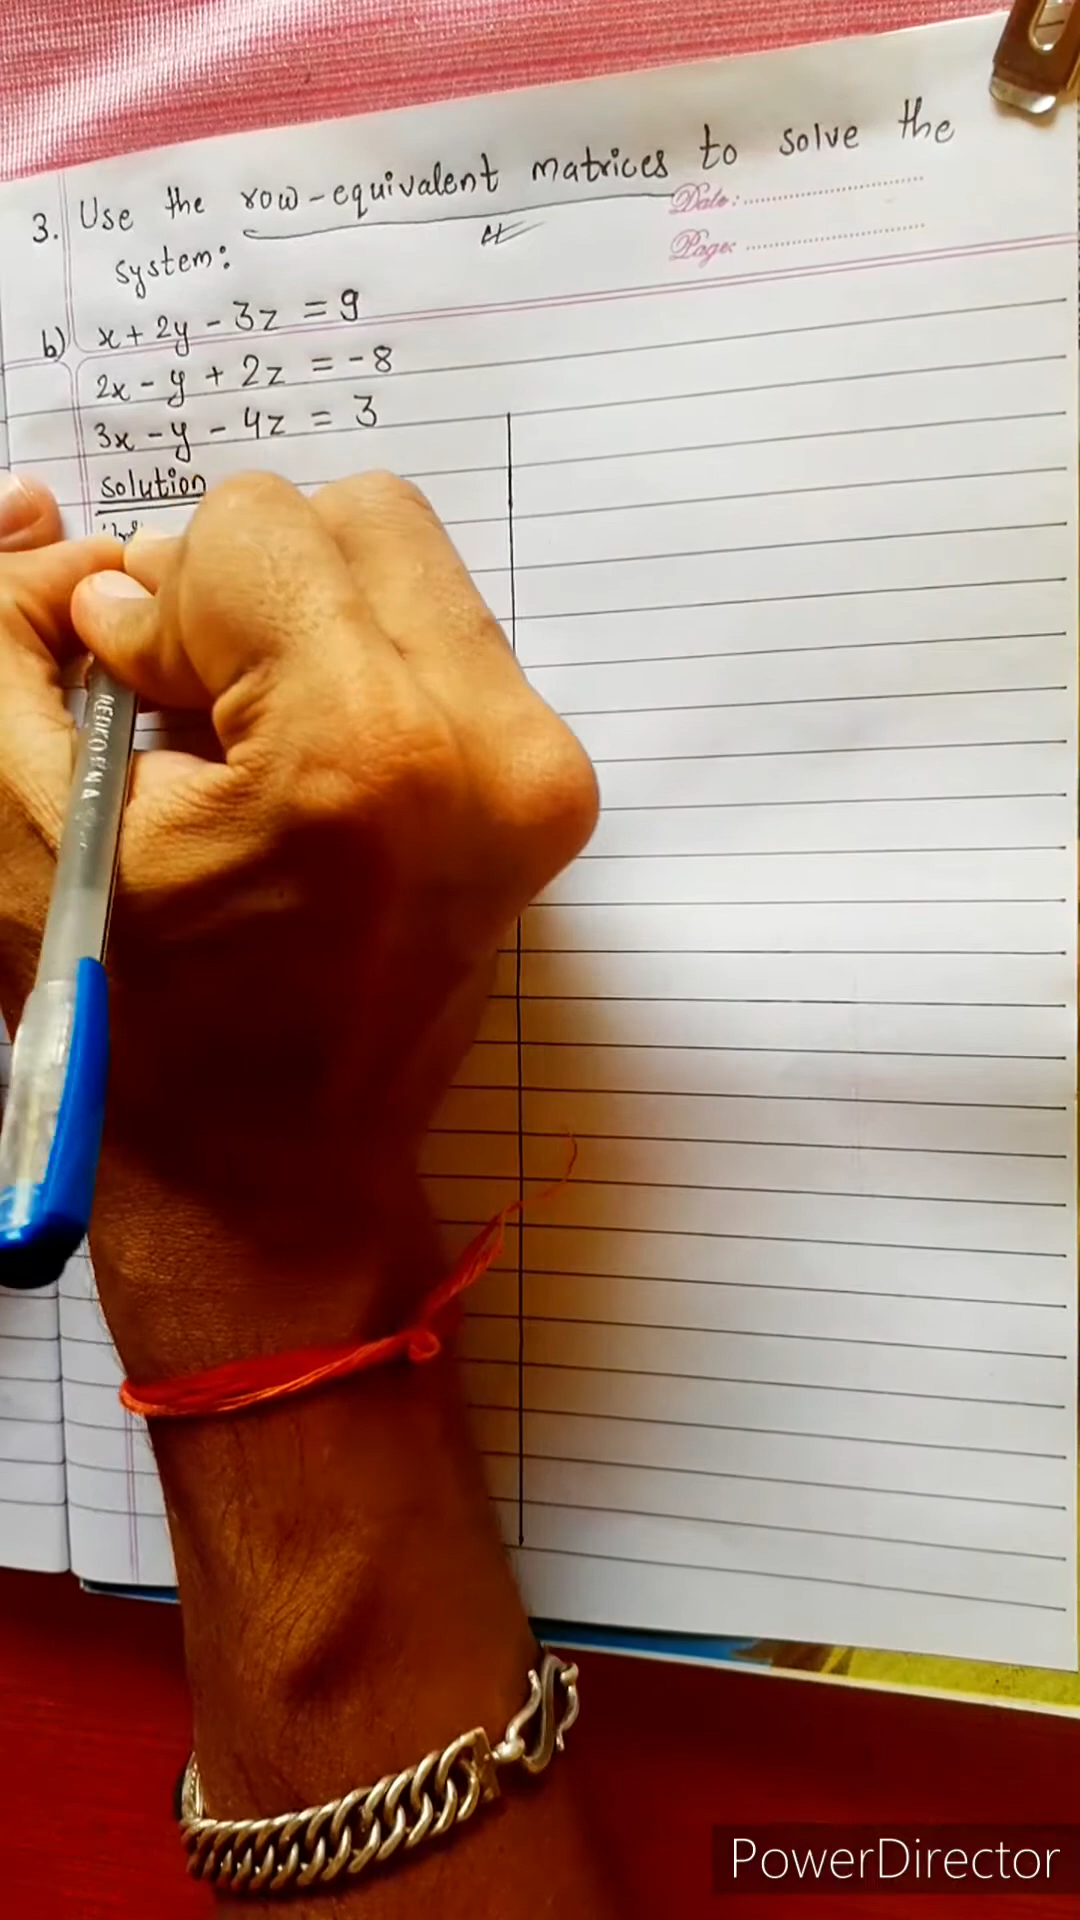 3. Use the row-equivalent matrices to solve the
Date:
system:
Page:
b) x + 2y - 3z = 9
2x - y + 2z = -8
3x - y - 4z = 3
solution
PowerDirector